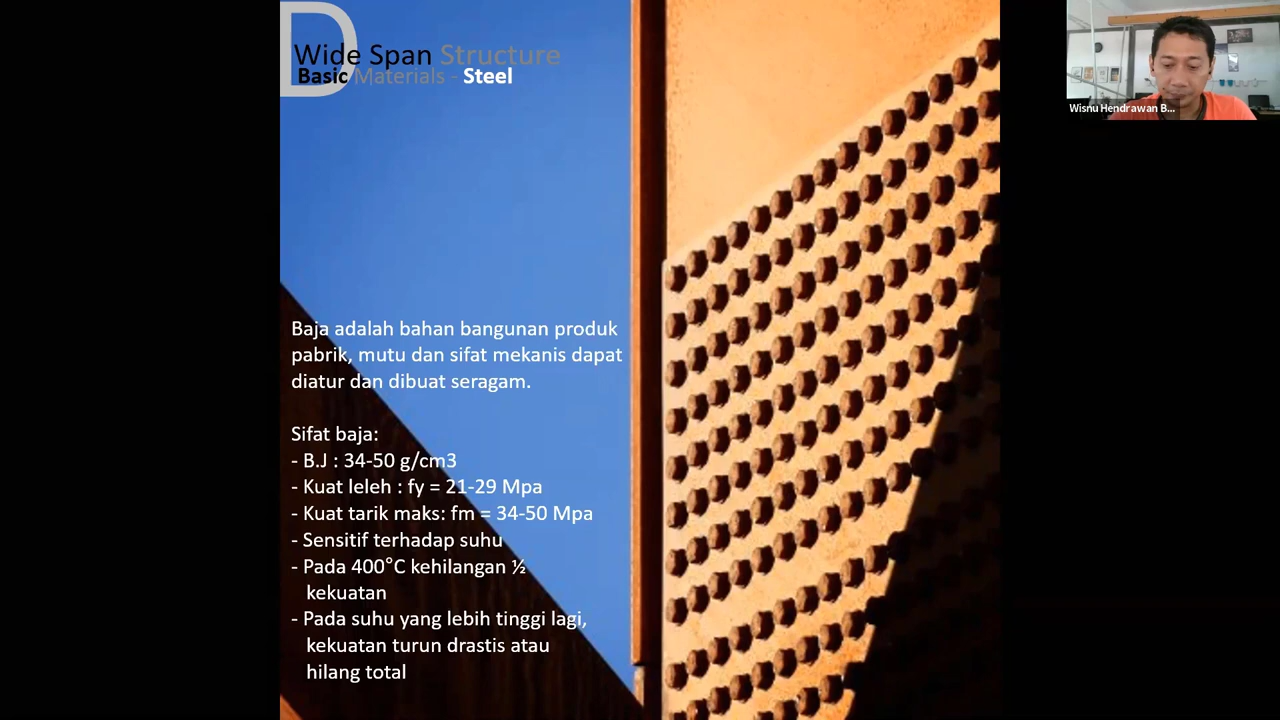 D
Wide Span Structure
Basic Materials - Steel
Wisnu Hendrawan B...
Baja adalah bahan bangunan produk
pabrik, mutu dan sifat mekanis dapat
diatur dan dibuat seragam.
Sifat baja:
- B.J : 34-50 g/cm3
- Kuat leleh : fy = 21-29 Mpa
- Kuat tarik maks: fm = 34-50 Mpa
- Sensitif terhadap suhu
- Pada 400°C kehilangan ½
kekuatan
- Pada suhu yang lebih tinggi lagi,
kekuatan turun drastis atau
hilang total